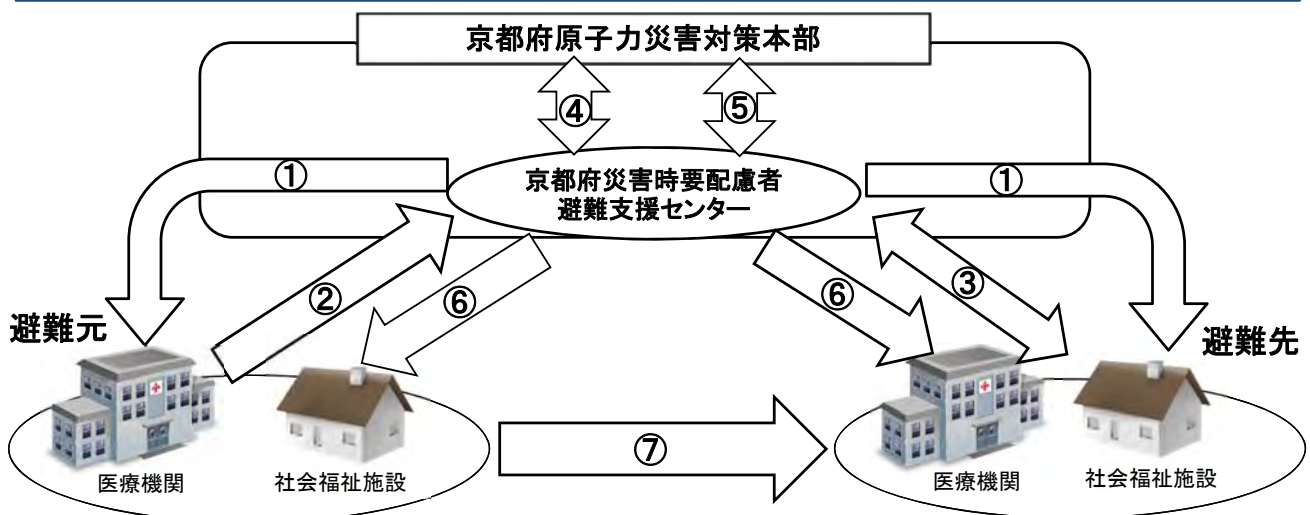 京都府原子力災害対策本部
④
⑤
①
京都府災害時要配慮者
避難支援センター
①
②
⑥
⑥
③
避難元
避難先
医療機関
社会福祉施設
⑦
医療機関
社会福祉施設